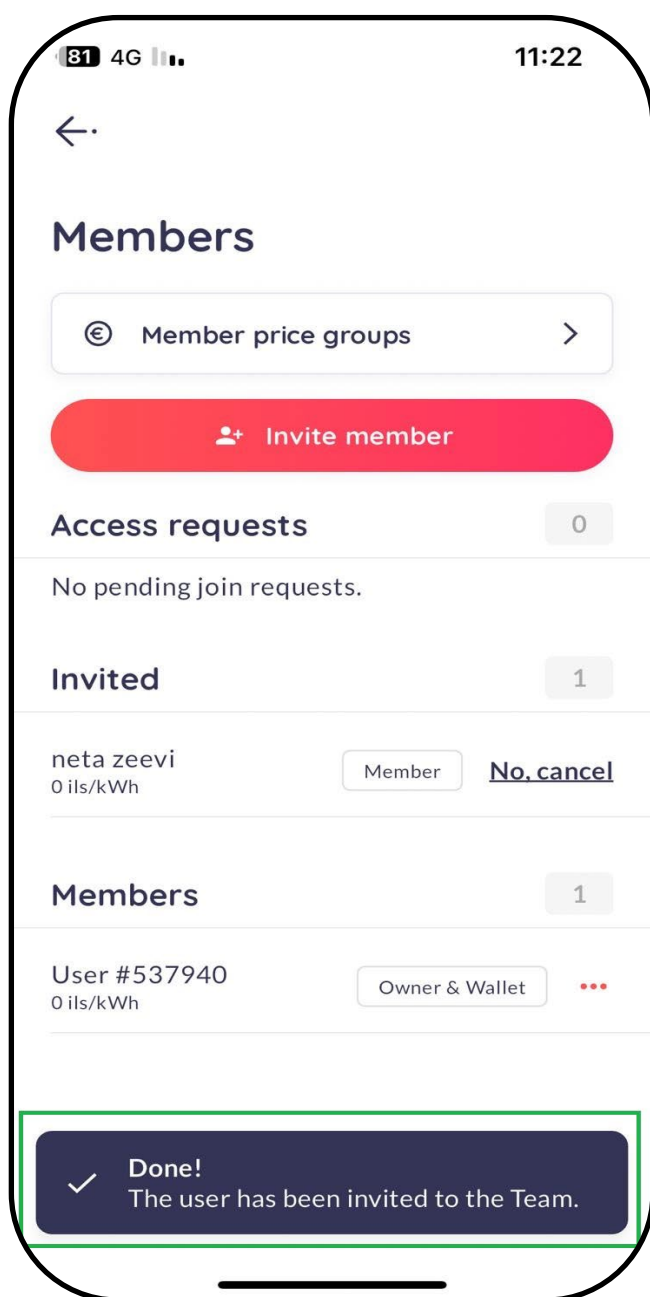 81 4G 11:22
Members
Member price groups
Invite member
Access requests 0
No pending join requests.
Invited 1
neta zeevi
0 ils/kWh
Member No, cancel
Members 1
User #537940
0 ils/kWh
Owner & Wallet
Done!
The user has been invited to the Team.